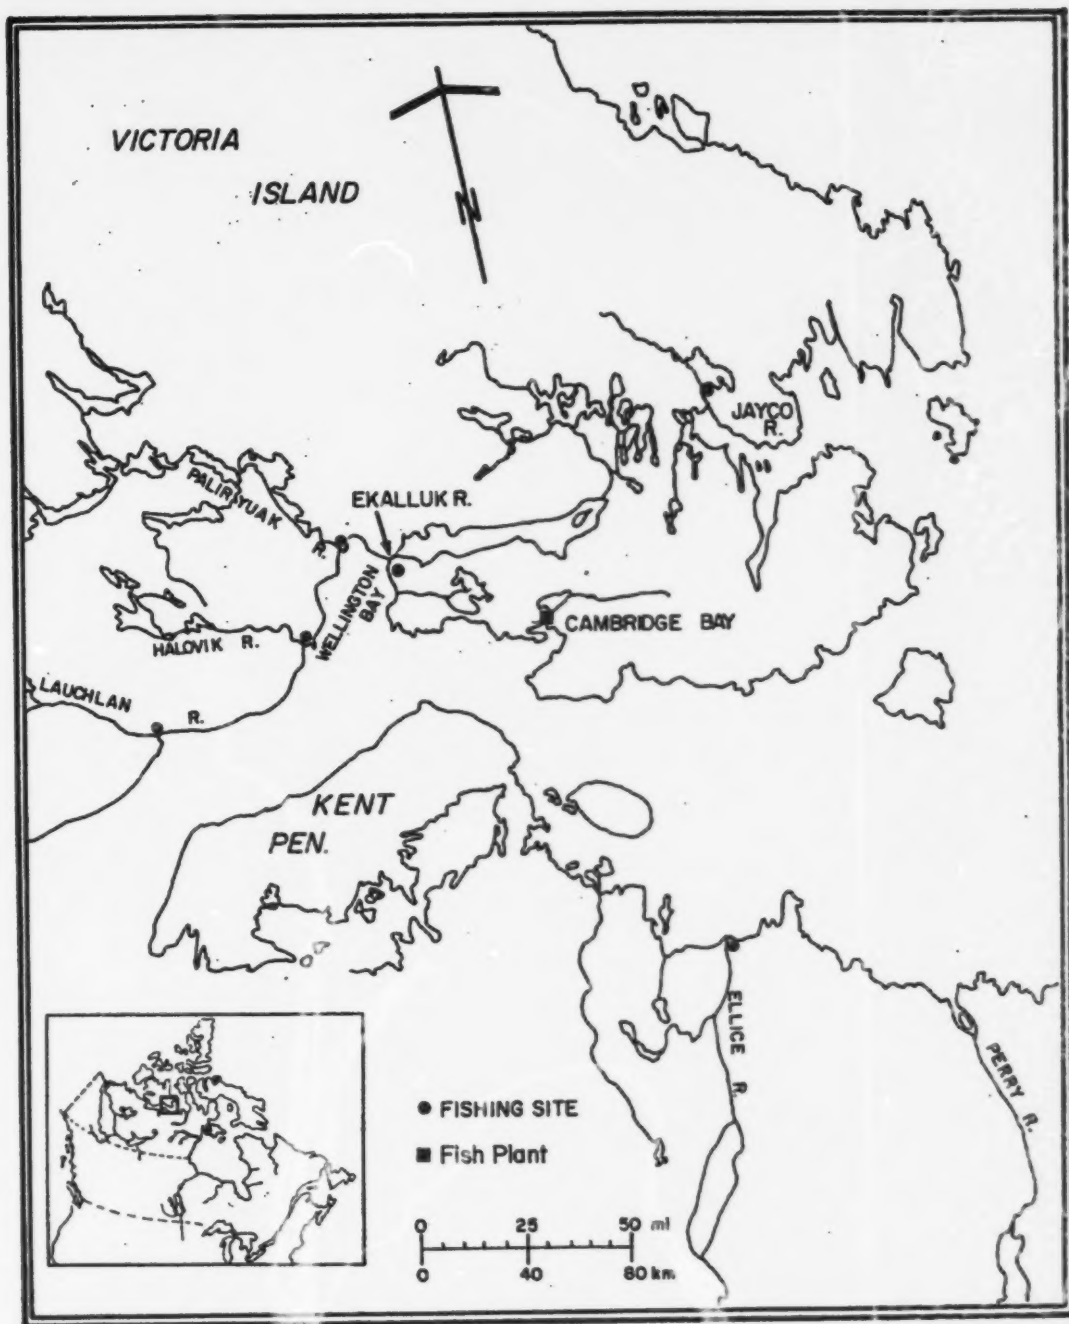 VICTORIA
ISLAND
N
JAYCO
R.
PALIRYUAK
R.
EKALLUK R.
WELLINGTON
BAY
CAMBRIDGE BAY
HALOVIK R.
LAUCHLAN
R.
KENT
PEN.
ELLICE R.
PERRY R.
FISHING SITE
Fish Plant
0 25 50 mi
0 40 80 km